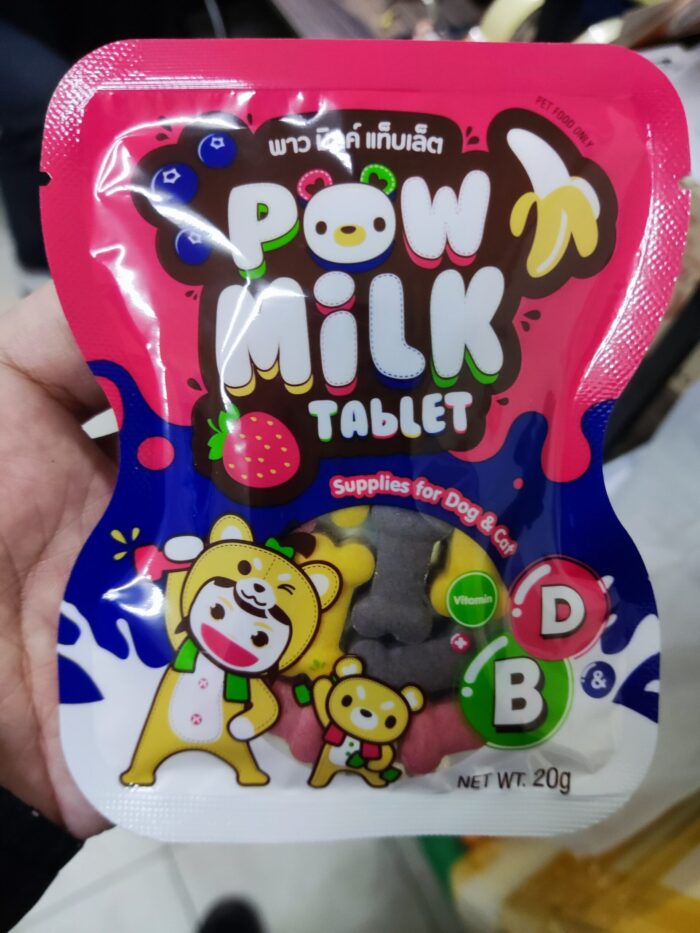 PET FOOD ONLY
พาว มิลค์ แท็บเล็ต
POW
MiLK
TAbLET
Supplies for Dog & Cat
Vitamin
D
&
B
NET WT. 20g